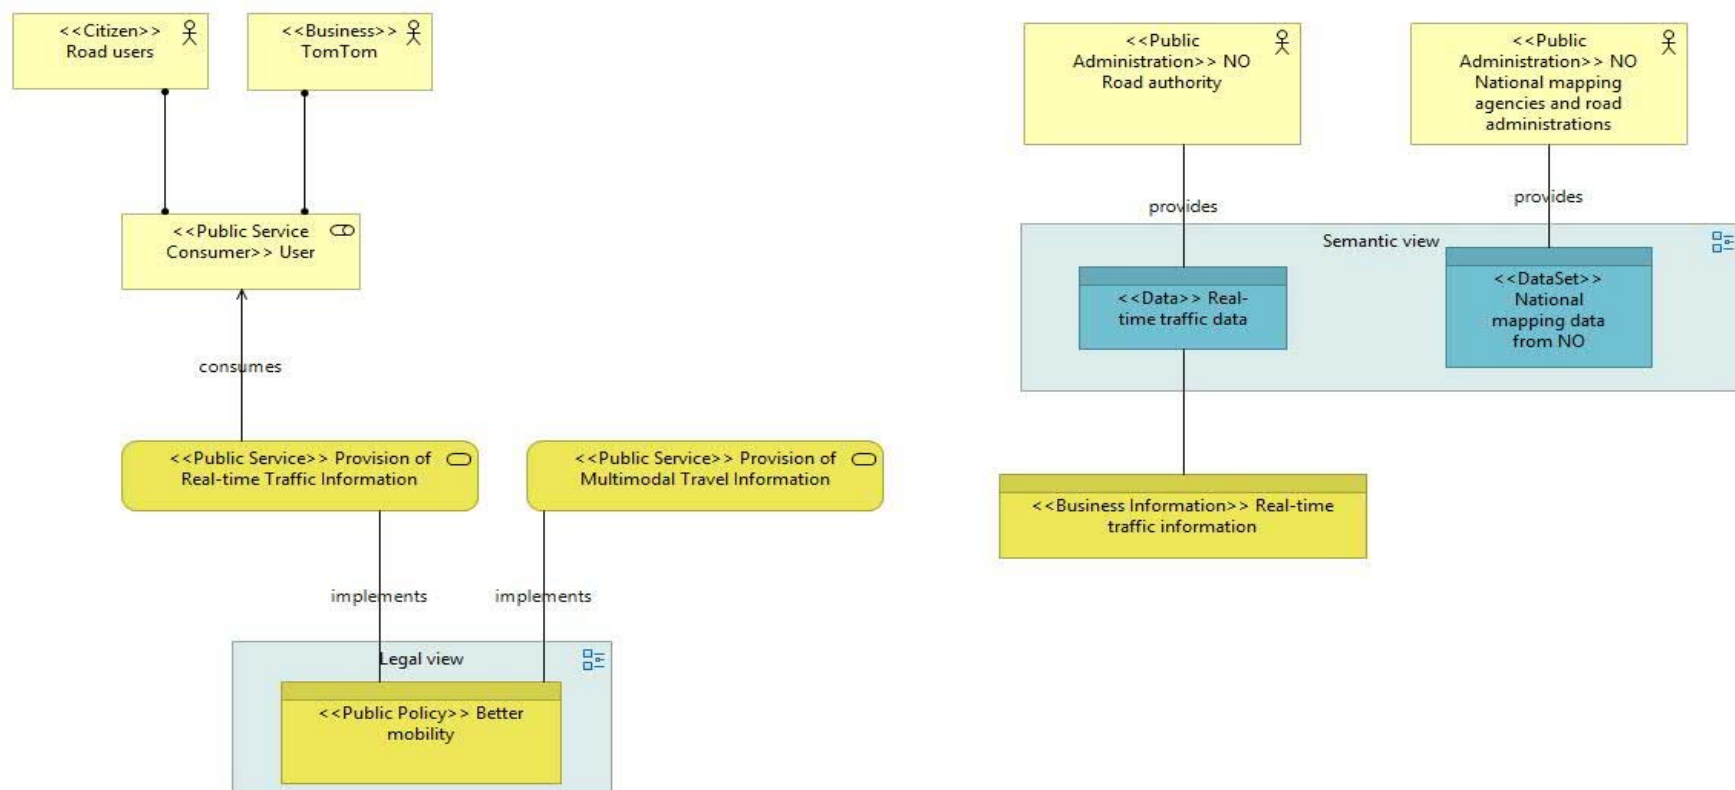 <<Citizen>>
Road users
<<Business>>
TomTom
<<Public
Administration>> NO
Road authority
<<Public
Administration>> NO
National mapping
agencies and road
administrations
provides
provides
<<Public Service
Consumer>> User
Semantic view
<<Data>> Real-
time traffic data
<<DataSet>>
National
mapping data
from NO
consumes
<<Public Service>> Provision of
Real-time Traffic Information
<<Public Service>> Provision of
Multimodal Travel Information
<<Business Information>> Real-time
traffic information
implements
implements
Legal view
<<Public Policy>> Better
mobility